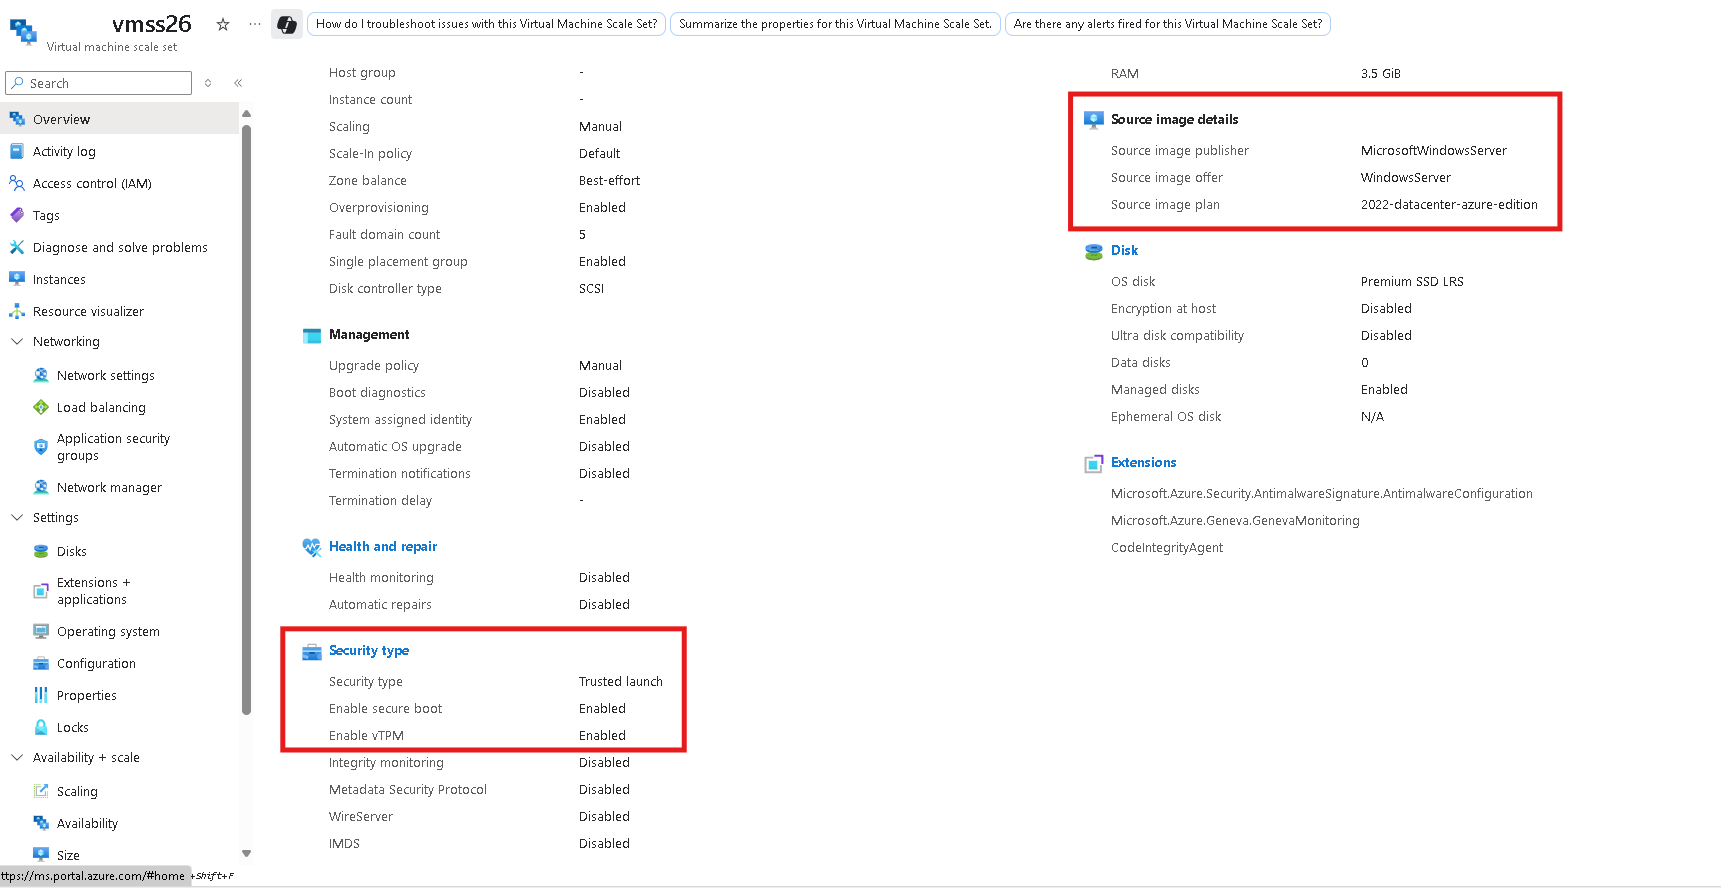 vmss26
Virtual machine scale set
How do I troubleshoot issues with this Virtual Machine Scale Set?
Summarize the properties for this Virtual Machine Scale Set.
Are there any alerts fired for this Virtual Machine Scale Set?
Search
Overview
Activity log
Access control (IAM)
Tags
Diagnose and solve problems
Instances
Resource visualizer
Networking
Network settings
Load balancing
Application security
groups
Network manager
Settings
Disks
Extensions +
applications
Operating system
Configuration
Properties
Locks
Availability + scale
Scaling
Availability
Size
ttps://ms.portal.azure.com/#home +Shift+F
Host group -
Instance count -
Scaling Manual
Scale-In policy Default
Zone balance Best-effort
Overprovisioning Enabled
Fault domain count 5
Single placement group Enabled
Disk controller type SCSI
Management
Upgrade policy Manual
Boot diagnostics Disabled
System assigned identity Enabled
Automatic OS upgrade Disabled
Termination notifications Disabled
Termination delay -
Health and repair
Health monitoring Disabled
Automatic repairs Disabled
Security type
Security type Trusted launch
Enable secure boot Enabled
Enable vTPM Enabled
Integrity monitoring Disabled
Metadata Security Protocol Disabled
WireServer Disabled
IMDS Disabled
RAM 3.5 GiB
Source image details
Source image publisher MicrosoftWindowsServer
Source image offer WindowsServer
Source image plan 2022-datacenter-azure-edition
Disk
OS disk Premium SSD LRS
Encryption at host Disabled
Ultra disk compatibility Disabled
Data disks 0
Managed disks Enabled
Ephemeral OS disk N/A
Extensions
Microsoft.Azure.Security.AntimalwareSignature.AntimalwareConfiguration
Microsoft.Azure.Geneva.GenevaMonitoring
CodeIntegrityAgent